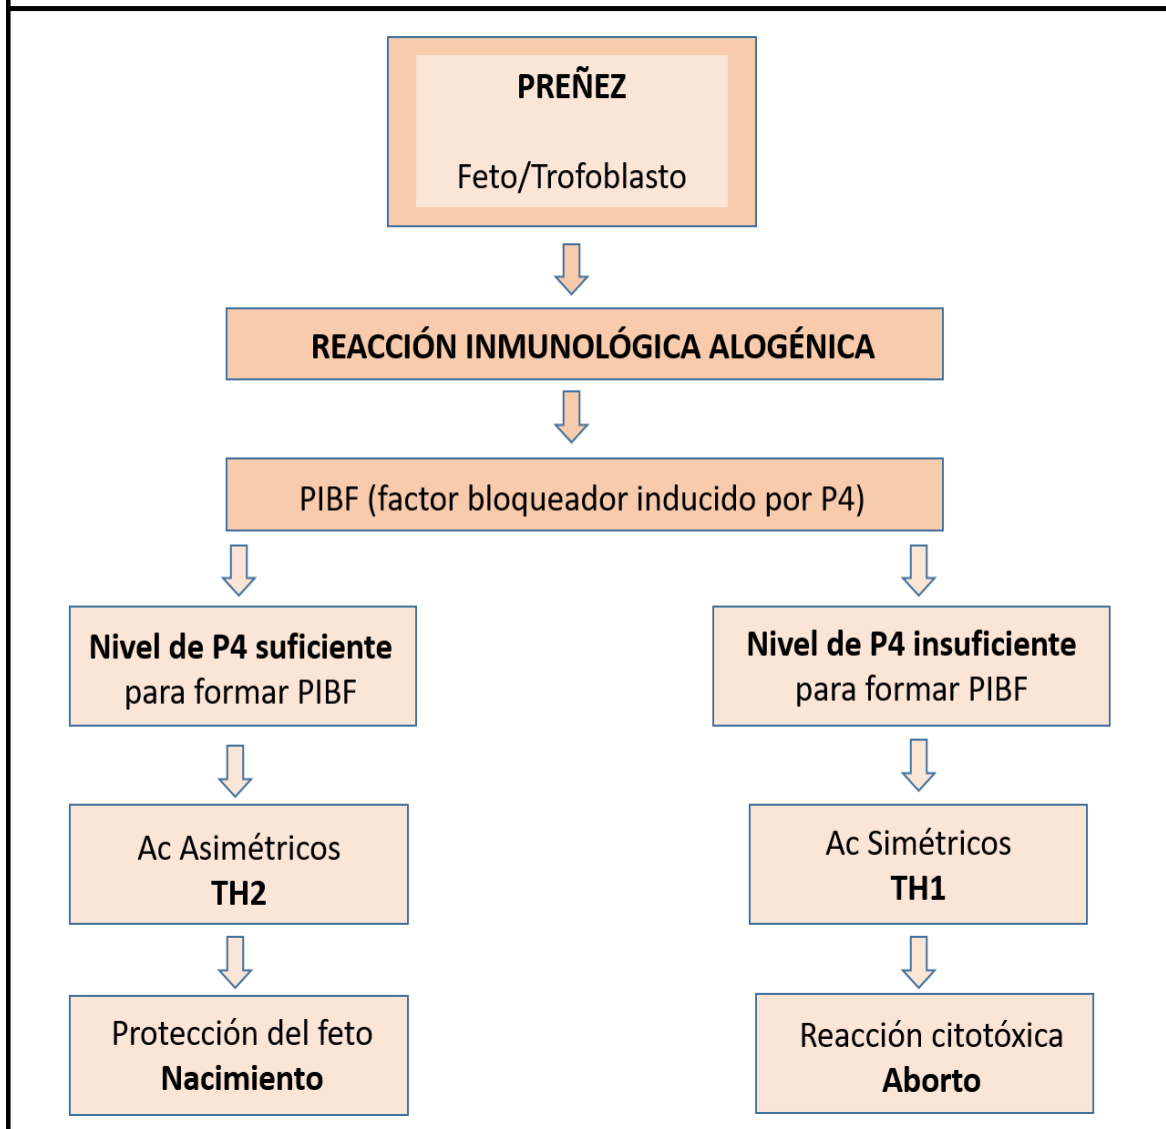 PREÑEZ
Feto/Trofoblasto
REACCIÓN INMUNOLÓGICA ALOGÉNICA
PIBF (factor bloqueador inducido por P4)
Nivel de P4 suficiente
para formar PIBF
Nivel de P4 insuficiente
para formar PIBF
Ac Asimétricos
TH2
Ac Simétricos
TH1
Protección del feto
Nacimiento
Reacción citotóxica
Aborto